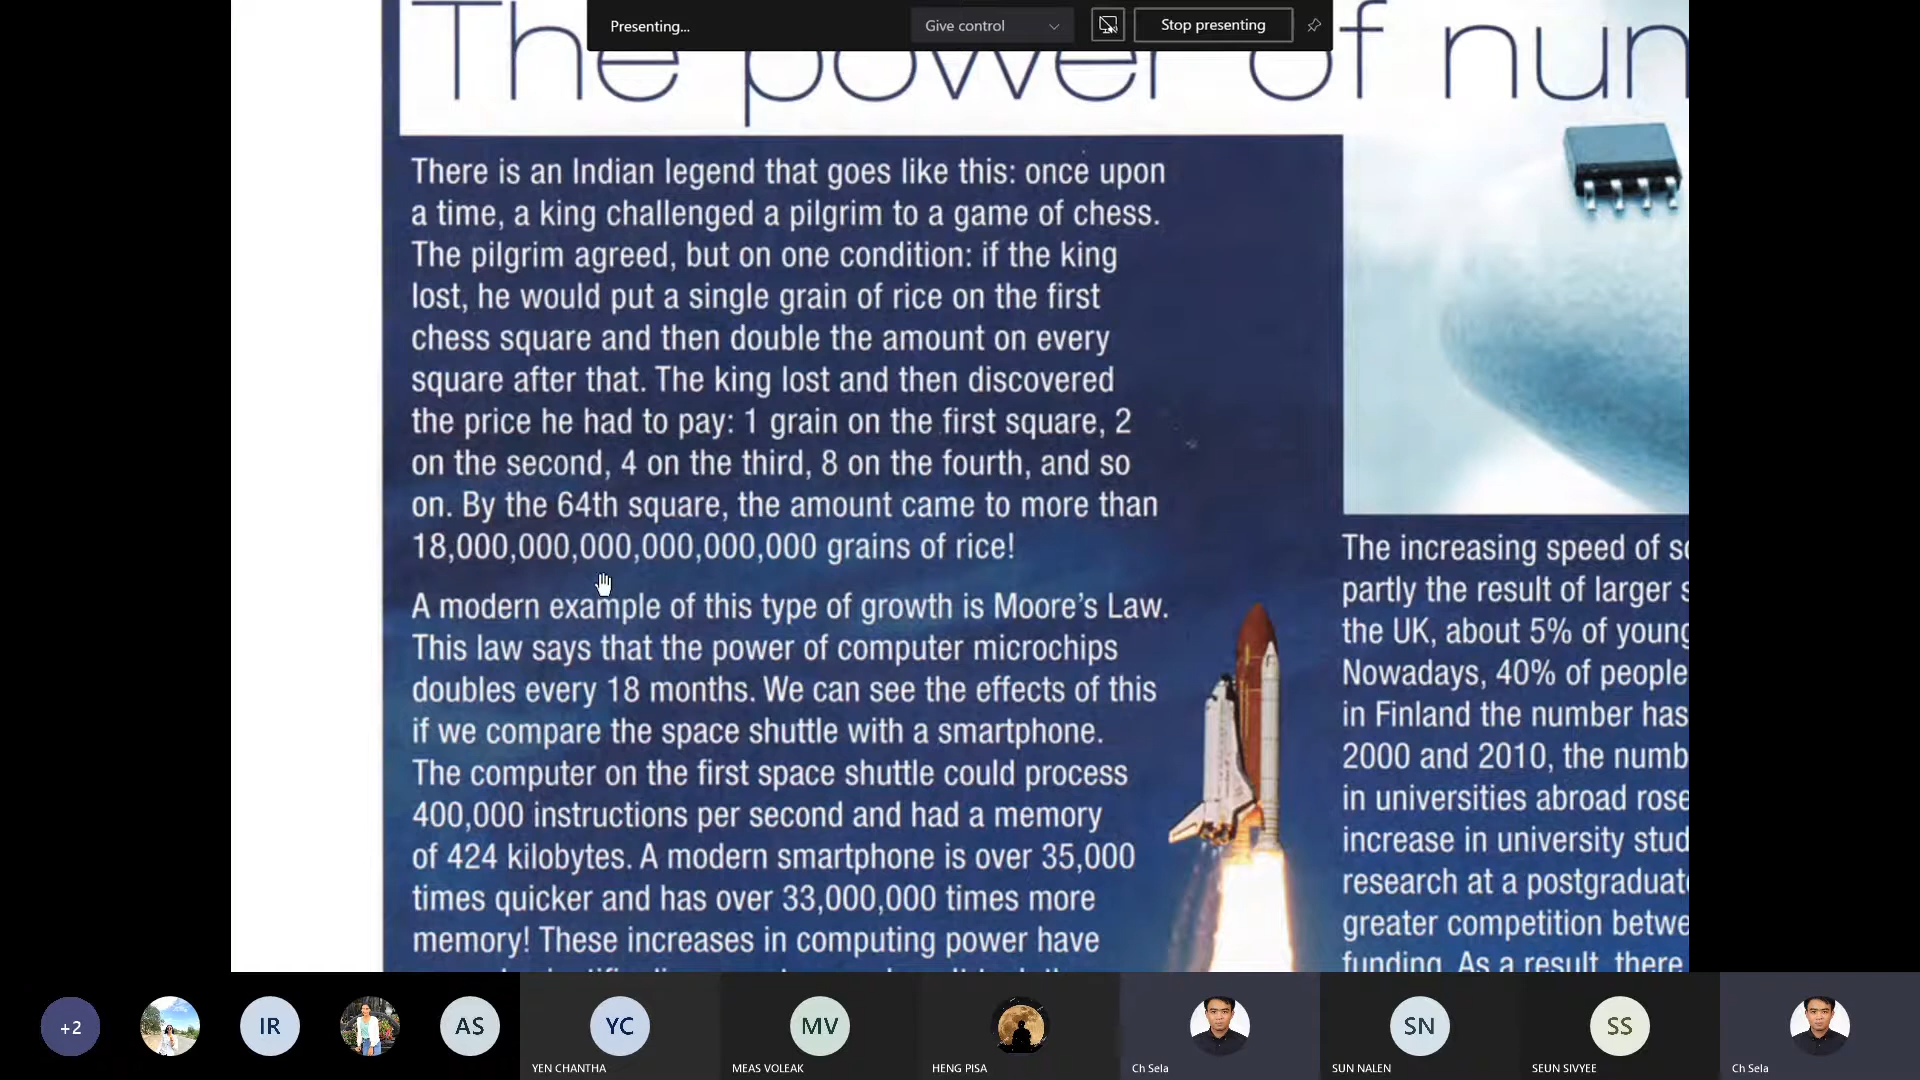 Presenting...
Give control
Stop presenting
The power of
There is an Indian legend that goes like this: once upon
a time, a king challenged a pilgrim to a game of chess.
The pilgrim agreed, but on one condition: if the king
lost, he would put a single grain of rice on the first
chess square and then double the amount on every
square after that. The king lost and then discovered
the price he had to pay: 1 grain on the first square, 2
on the second, 4 on the third, 8 on the fourth, and so
on. By the 64th square, the amount came to more than
18,000,000,000,000,000,000 grains of rice!
A modern example of this type of growth is Moore's Law.
This law says that the power of computer microchips
doubles every 18 months. We can see the effects of this
if we compare the space shuttle with a smartphone.
The computer on the first space shuttle could process
400,000 instructions per second and had a memory
of 424 kilobytes. A modern smartphone is over 35,000
times quicker and has over 33,000,000 times more
memory! These increases in computing power have
The increasing speed of
partly the result of larger
the UK, about 5% of
Nowadays, 40% of people
in Finland the number has
2000 and 2010, the
in universities abroad rose
increase in university
research at a
greater competition
funding. As a result, there
+2
IR
AS
YC
YEN CHANTHA
MV
MEAS VOLEAK
HENG PISA
Ch Sela
SN
SUN NALEN
SS
SEUN SIVYEE
Ch Sela